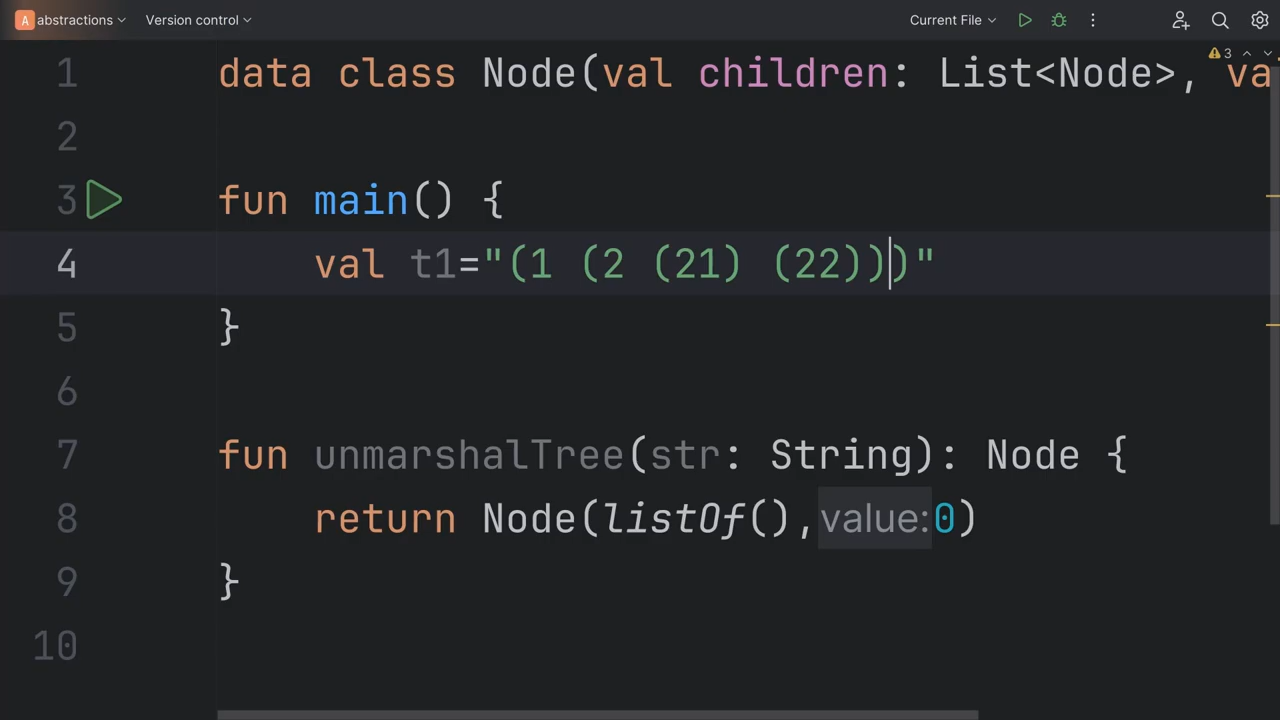 A abstractions Version control Current File
3
1 data class Node(val children: List<Node>, va
2
3 fun main() {
4 val t1="(1 (2 (21) (22)))"
5 }
6
7 fun unmarshalTree(str: String): Node {
8 return Node(listOf(),value:0)
9 }
10